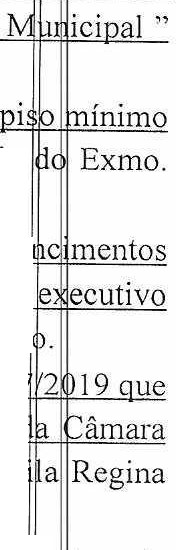 Municipal ”
piso mínimo
do Exmo.
ncimentos
executivo
o.
/2019 que
la Câmara
ila Regina